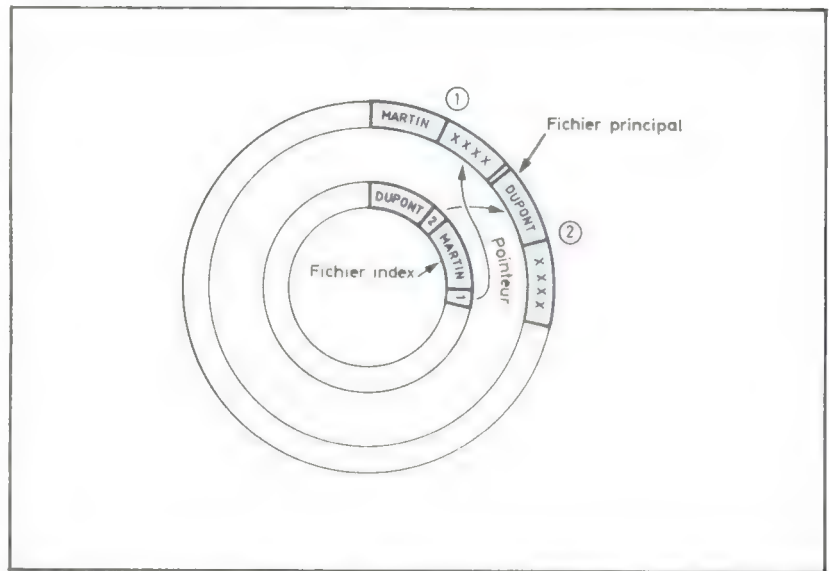 ①
MARTIN
XXXX
Fichier principal
DUPONT
②
XXXX
DUPONT
2
MARTIN
1
Fichier index
Pointeur